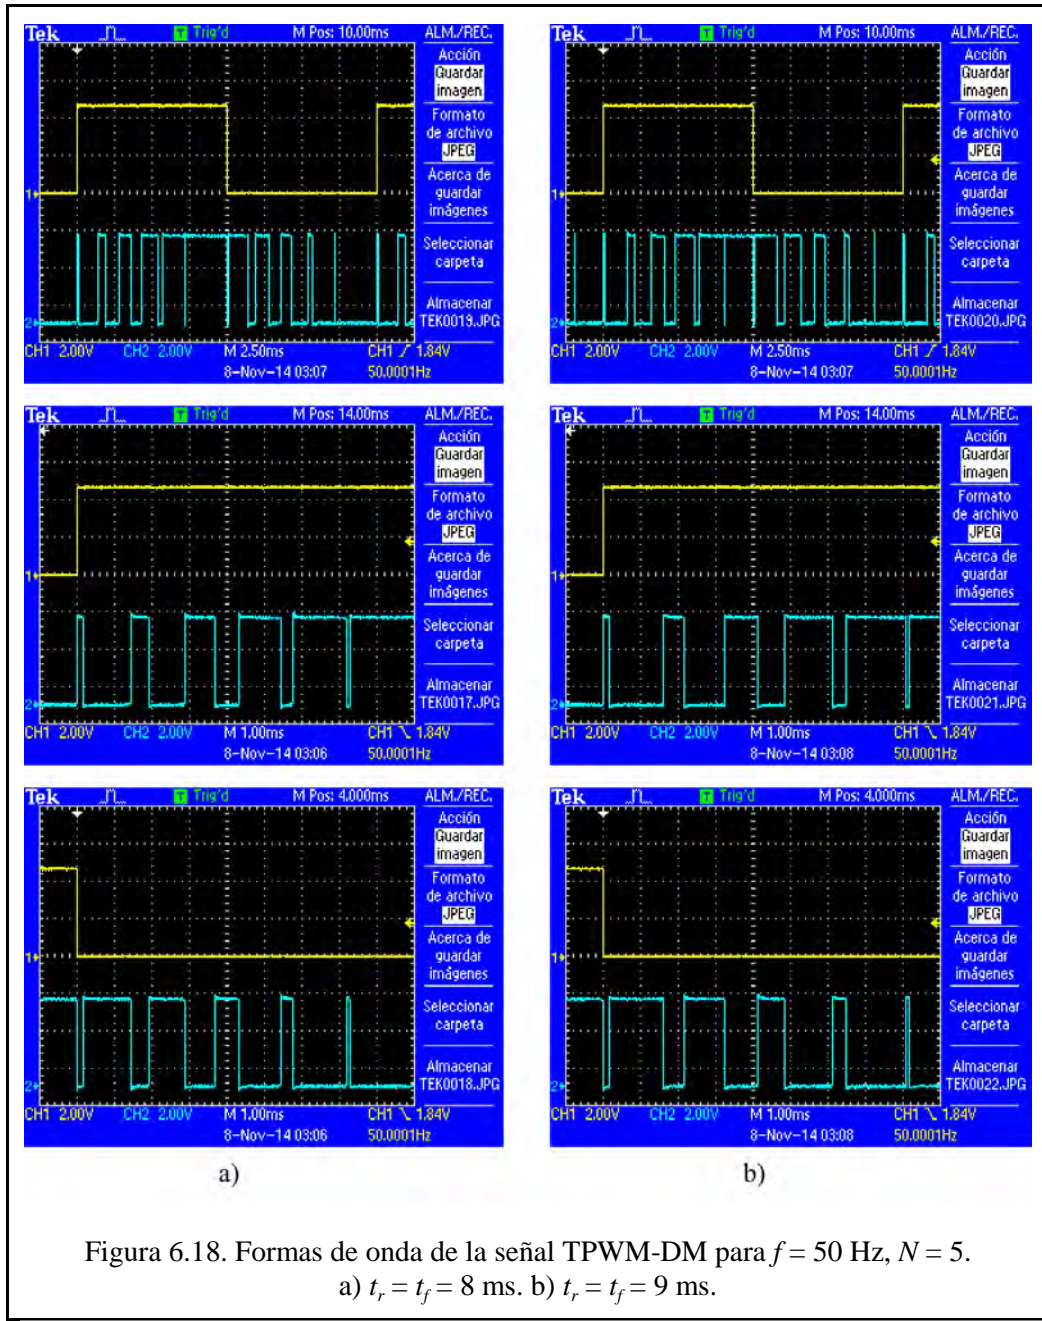 Tek Trig'd M Pos: 10.00ms ALM./REC.
Acción
Guardar
imagen
Formato
de archivo
JPEG
Acerca de
guardar
imágenes
Seleccionar
carpeta
Almacenar
TEK0019.JPG
1
2
CH1 2.00V CH2 2.00V M 2.50ms CH1 1.84V
8-Nov-14 03:07 50.0001Hz
Tek Trig'd M Pos: 10.00ms ALM./REC.
Acción
Guardar
imagen
Formato
de archivo
JPEG
Acerca de
guardar
imágenes
Seleccionar
carpeta
Almacenar
TEK0020.JPG
1
2
CH1 2.00V CH2 2.00V M 2.50ms CH1 1.84V
8-Nov-14 03:07 50.0001Hz
Tek Trig'd M Pos: 14.00ms ALM./REC.
Acción
Guardar
imagen
Formato
de archivo
JPEG
Acerca de
guardar
imágenes
Seleccionar
carpeta
Almacenar
TEK0017.JPG
1
2
CH1 2.00V CH2 2.00V M 1.00ms CH1 1.84V
8-Nov-14 03:06 50.0001Hz
Tek Trig'd M Pos: 14.00ms ALM./REC.
Acción
Guardar
imagen
Formato
de archivo
JPEG
Acerca de
guardar
imágenes
Seleccionar
carpeta
Almacenar
TEK0021.JPG
1
2
CH1 2.00V CH2 2.00V M 1.00ms CH1 1.84V
8-Nov-14 03:08 50.0001Hz
Tek Trig'd M Pos: 4.000ms ALM./REC.
Acción
Guardar
imagen
Formato
de archivo
JPEG
Acerca de
guardar
imágenes
Seleccionar
carpeta
Almacenar
TEK0018.JPG
1
2
CH1 2.00V CH2 2.00V M 1.00ms CH1 1.84V
8-Nov-14 03:06 50.0001Hz
Tek Trig'd M Pos: 4.000ms ALM./REC.
Acción
Guardar
imagen
Formato
de archivo
JPEG
Acerca de
guardar
imágenes
Seleccionar
carpeta
Almacenar
TEK0022.JPG
1
2
CH1 2.00V CH2 2.00V M 1.00ms CH1 1.84V
8-Nov-14 03:08 50.0001Hz
a) b)
Figura 6.18. Formas de onda de la señal TPWM-DM para f = 50 Hz, N = 5.
a) tr = tf = 8 ms. b) tr = tf = 9 ms.